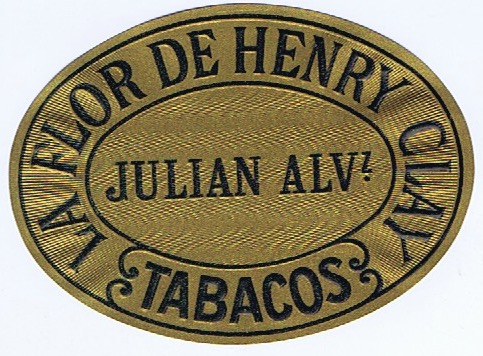 LA FLOR DE HENRY CLAY
JULIAN ALVZ.
TABACOS